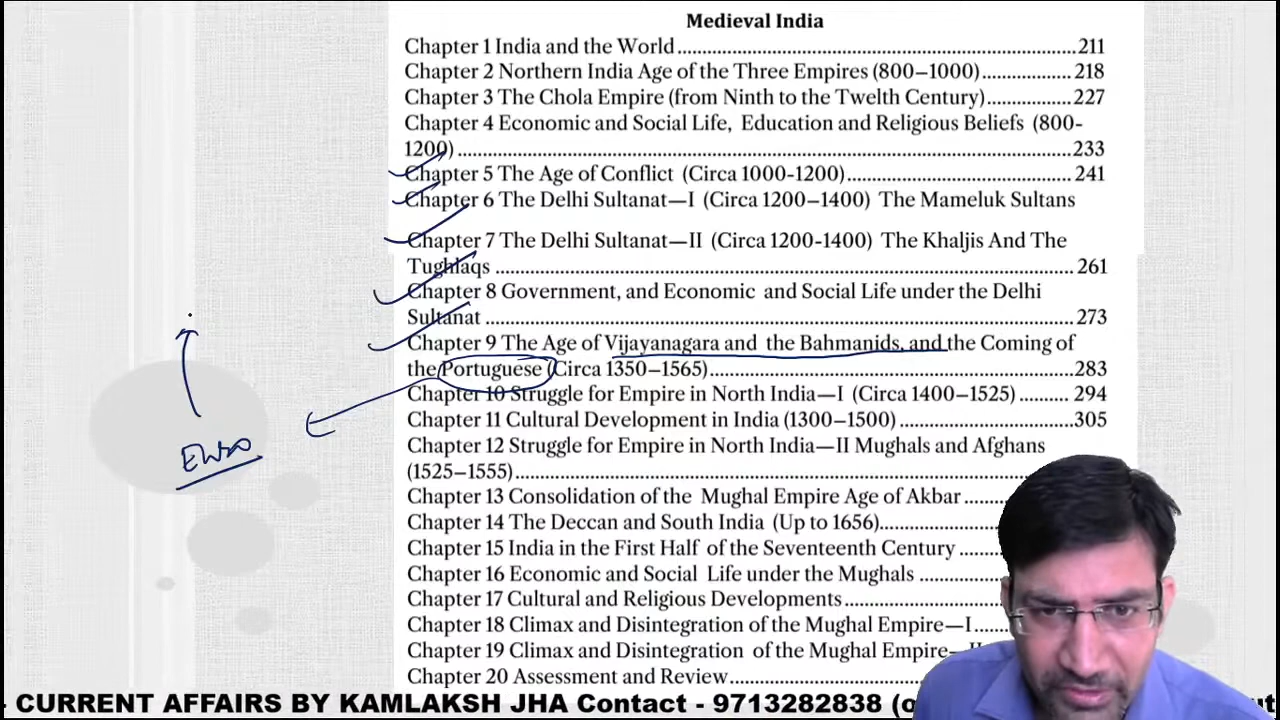 Medieval India
Chapter 1 India and the World ........ 211
Chapter 2 Northern India Age of the Three Empires (800–1000) ........ 218
Chapter 3 The Chola Empire (from Ninth to the Twelth Century) ........ 227
Chapter 4 Economic and Social Life, Education and Religious Beliefs (800-
1200) ........ 233
Chapter 5 The Age of Conflict (Circa 1000-1200) ........ 241
Chapter 6 The Delhi Sultanat—I (Circa 1200–1400) The Mameluk Sultans
Chapter 7 The Delhi Sultanat—II (Circa 1200-1400) The Khaljis And The
Tughlaqs ........ 261
Chapter 8 Government, and Economic and Social Life under the Delhi
Sultanat ........ 273
Chapter 9 The Age of Vijayanagara and the Bahmanids, and the Coming of
the Portuguese (Circa 1350–1565) ........ 283
Chapter 10 Struggle for Empire in North India—I (Circa 1400–1525) ........ 294
Chapter 11 Cultural Development in India (1300–1500) ........ 305
Chapter 12 Struggle for Empire in North India—II Mughals and Afghans
(1525–1555) ........
Chapter 13 Consolidation of the Mughal Empire Age of Akbar ........
Chapter 14 The Deccan and South India (Up to 1656) ........
Chapter 15 India in the First Half of the Seventeenth Century ........
Chapter 16 Economic and Social Life under the Mughals ........
Chapter 17 Cultural and Religious Developments ........
Chapter 18 Climax and Disintegration of the Mughal Empire—I ........
Chapter 19 Climax and Disintegration of the Mughal Empire—II
Chapter 20 Assessment and Review ........
- CURRENT AFFAIRS BY KAMLAKSH JHA Contact - 9713282838 (o